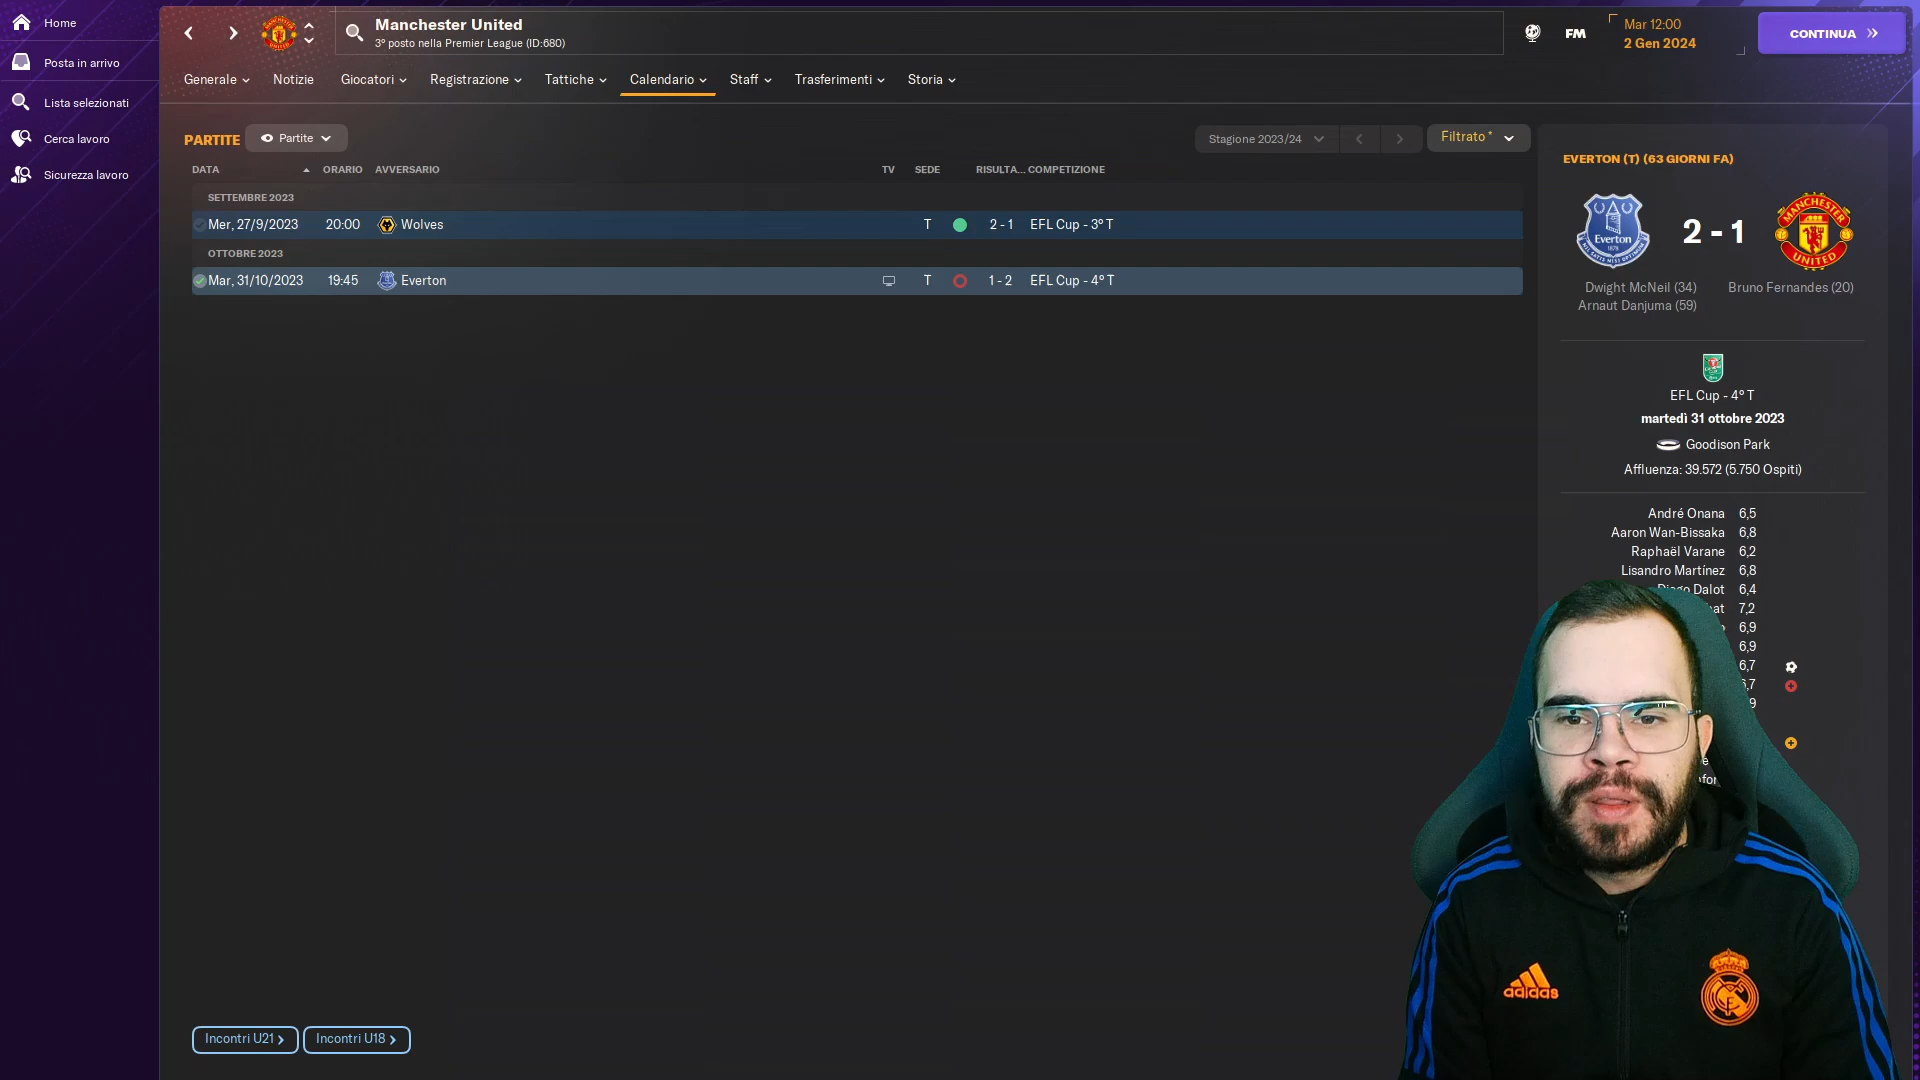 Home
Posta in arrivo
Lista selezionati
Cerca lavoro
Sicurezza lavoro
Manchester United
3° posto nella Premier League (ID:680)
FM
Mar 12:00
2 Gen 2024
CONTINUA
Generale
Notizie
Giocatori
Registrazione
Tattiche
Calendario
Staff
Trasferimenti
Storia
PARTITE
Partite
Stagione 2023/24
Filtrato *
DATA ORARIO AVVERSARIO TV SEDE RISULTA... COMPETIZIONE
SETTEMBRE 2023
Mer, 27/9/2023 20:00 Wolves T 2 - 1 EFL Cup - 3° T
OTTOBRE 2023
Mar, 31/10/2023 19:45 Everton T 1 - 2 EFL Cup - 4° T
EVERTON (T) (63 GIORNI FA)
Everton
MANCHESTER
UNITED
2 - 1
Dwight McNeil (34)
Arnaut Danjuma (59)
Bruno Fernandes (20)
EFL Cup - 4° T
martedì 31 ottobre 2023
Goodison Park
Affluenza: 39.572 (5.750 Ospiti)
André Onana 6,5
Aaron Wan-Bissaka 6,8
Raphaël Varane 6,2
Lisandro Martínez 6,8
Diogo Dalot 6,4
7,2
6,9
6,9
6,7
adidas
Incontri U21
Incontri U18